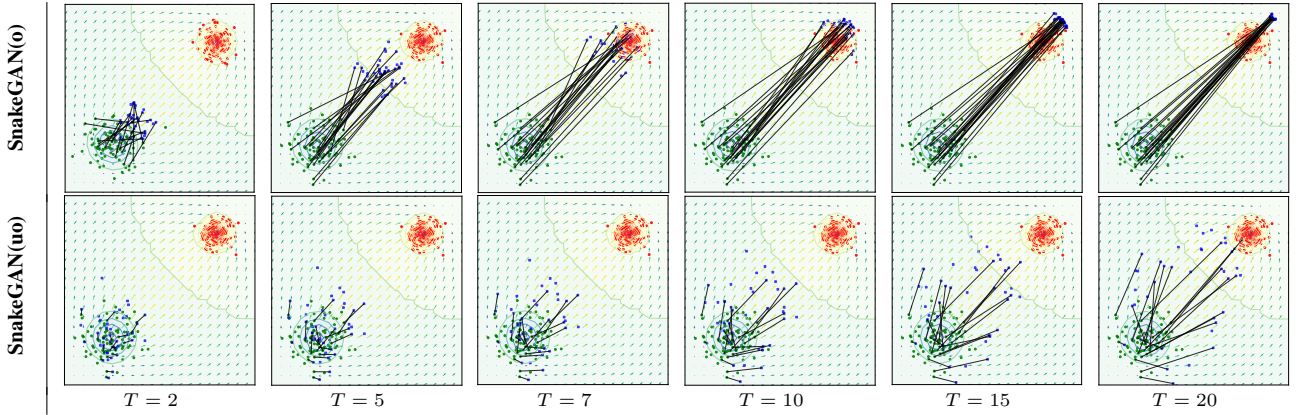 SnakeGAN(o)
SnakeGAN(uo)
T = 2
T = 5
T = 7
T = 10
T = 15
T = 20